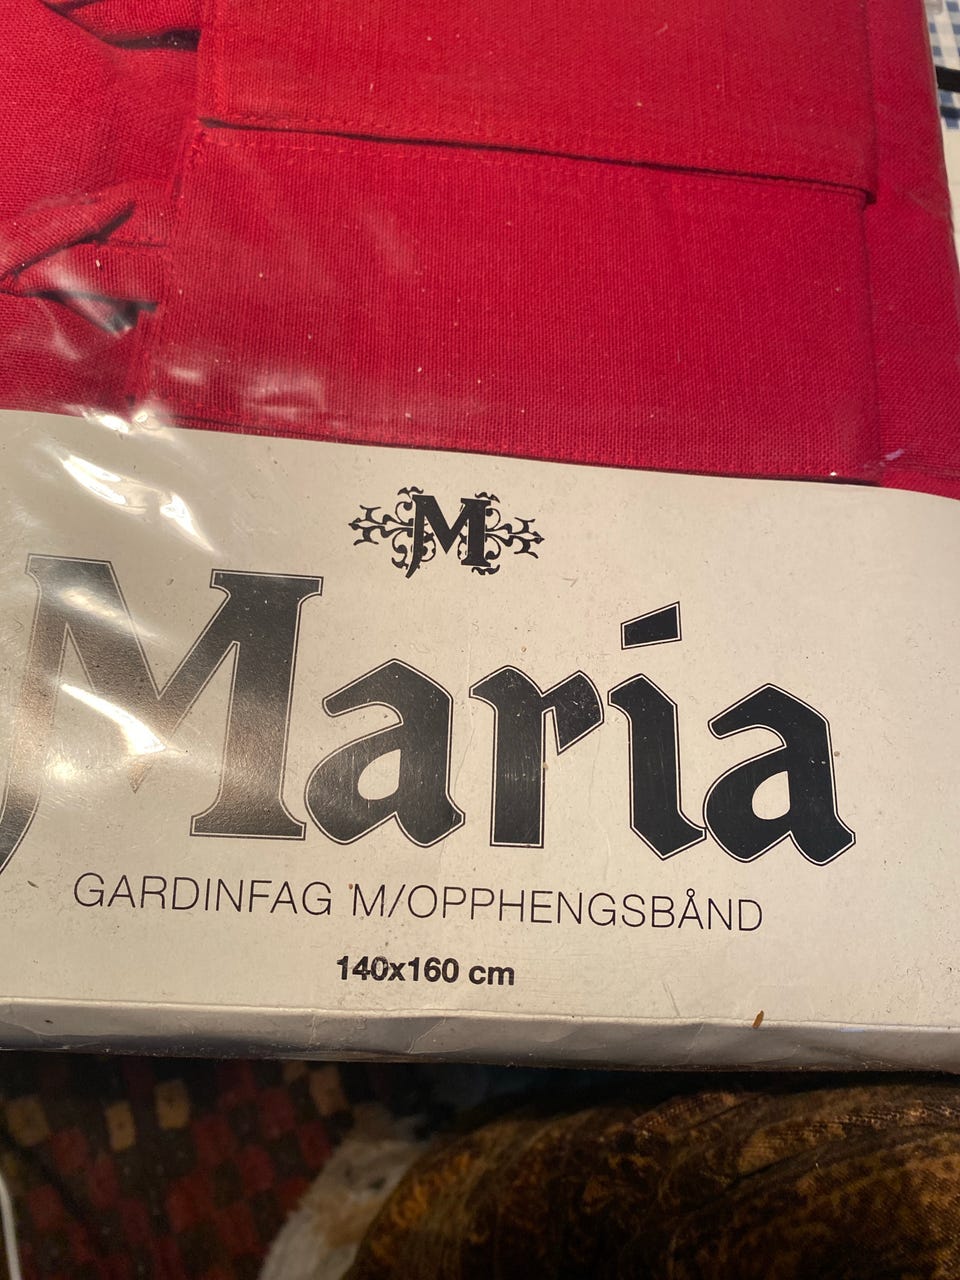 M
Maria
GARDINFAG M/OPPHENGSBÅND
140x160 cm